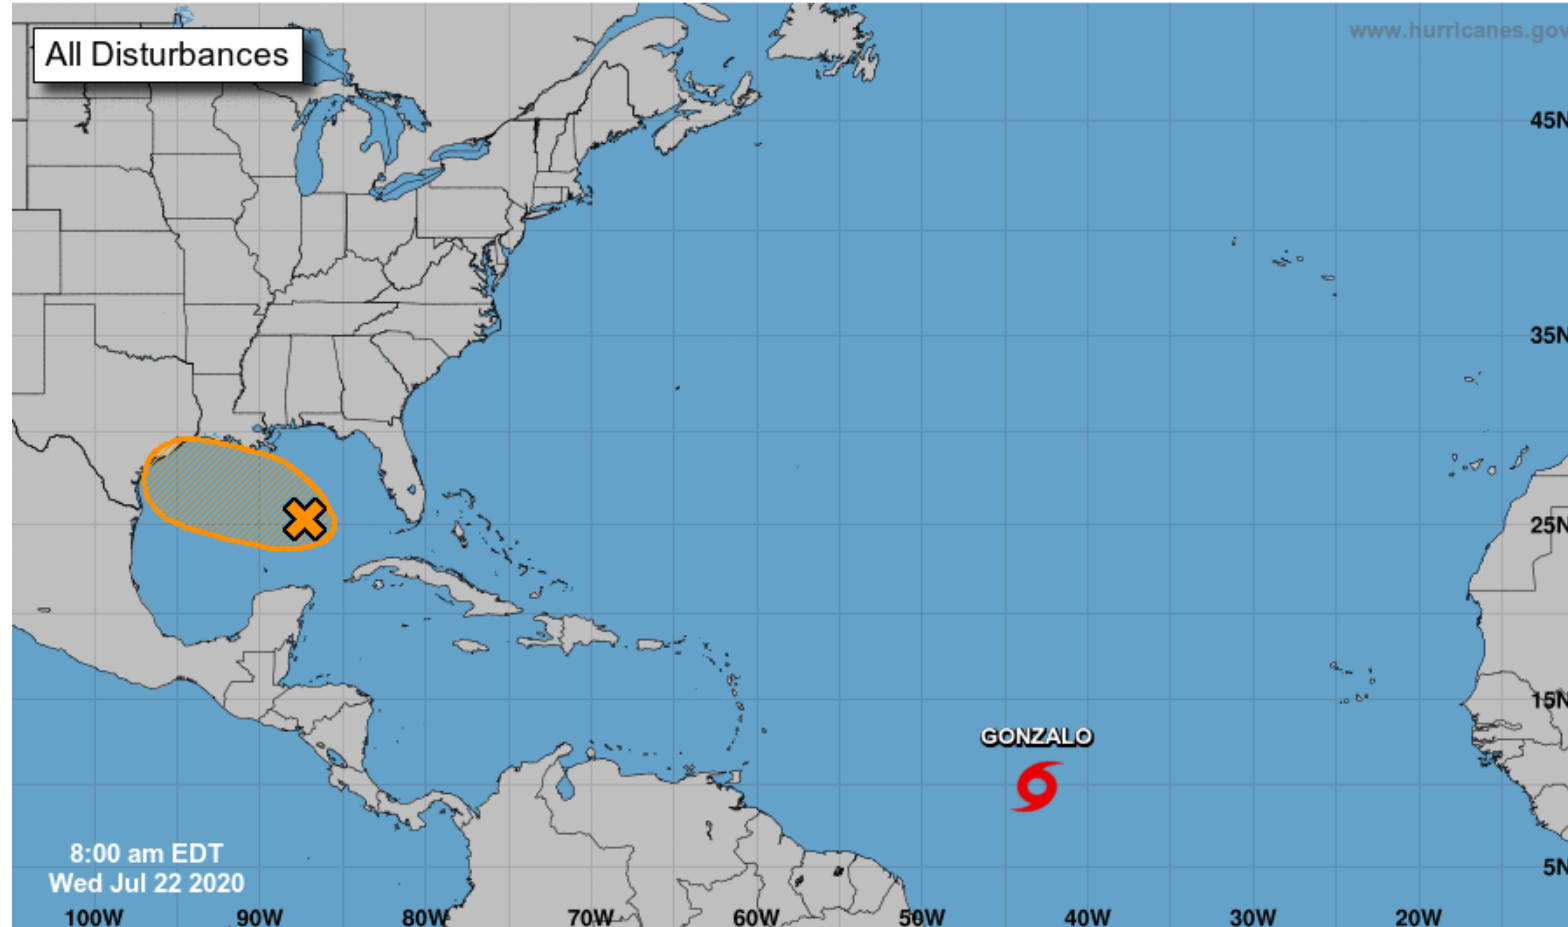 All Disturbances
www.hurricanes.gov
45N
35N
25N
15N
GONZALO
8:00 am EDT
Wed Jul 22 2020
5N
100W 90W 80W 70W 60W 50W 40W 30W 20W